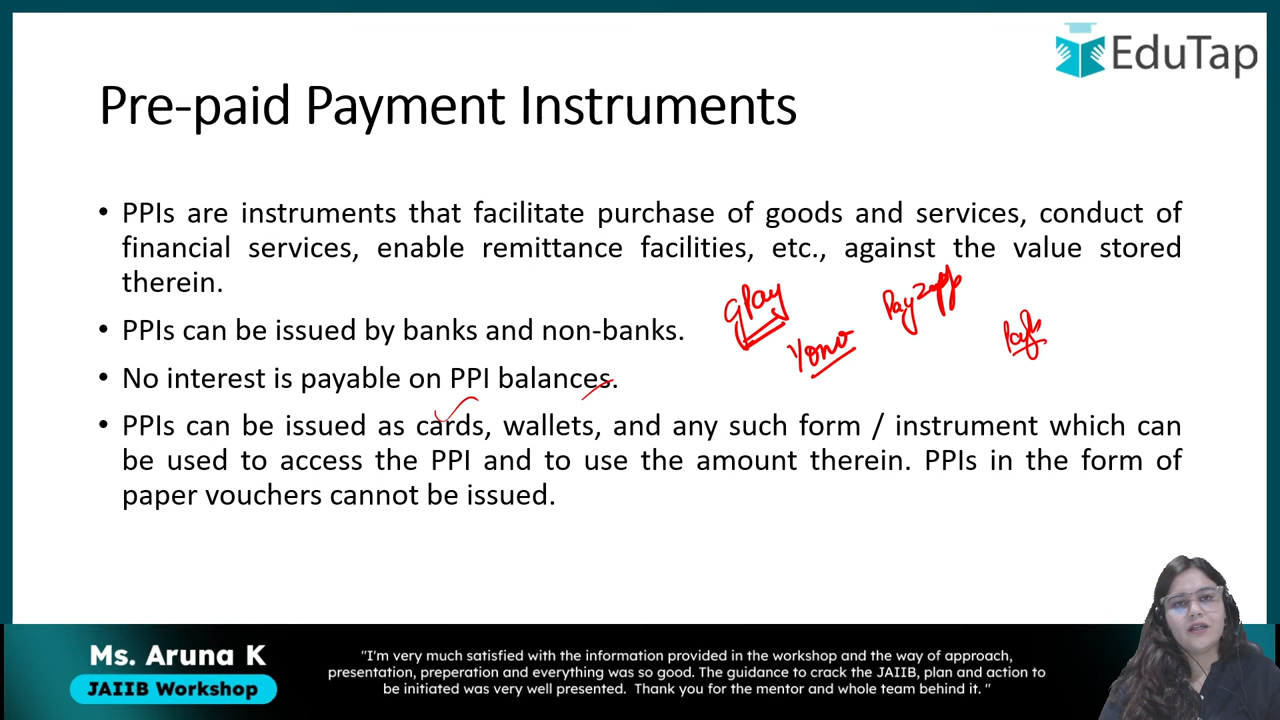 EduTap
Pre-paid Payment Instruments
• PPIs are instruments that facilitate purchase of goods and services, conduct of
financial services, enable remittance facilities, etc., against the value stored
therein.
GPay
Payzapp
• PPIs can be issued by banks and non-banks.
Yono
• No interest is payable on PPI balances.
• PPIs can be issued as cards, wallets, and any such form / instrument which can
be used to access the PPI and to use the amount therein. PPIs in the form of
paper vouchers cannot be issued.
Ms. Aruna K
JAIIB Workshop
"I'm very much satisfied with the information provided in the workshop and the way of approach,
presentation, preperation and everything was so good. The guidance to crack the JAIIB, plan and action to
be initiated was very well presented. Thank you for the mentor and whole team behind it. "